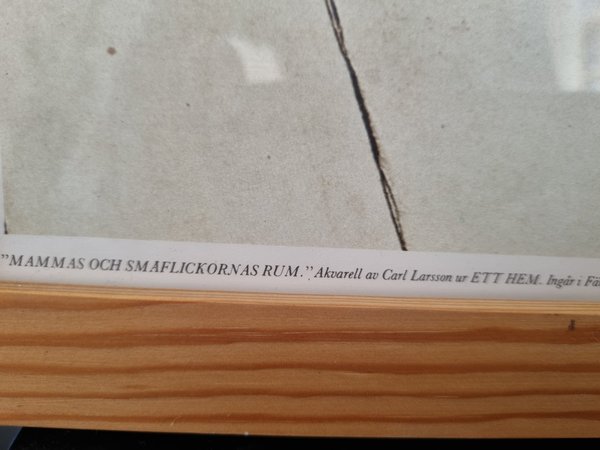 ”MAMMAS OCH SMÅFLICKORNAS RUM.” Akvarell av Carl Larsson ur ETT HEM. Ingår i